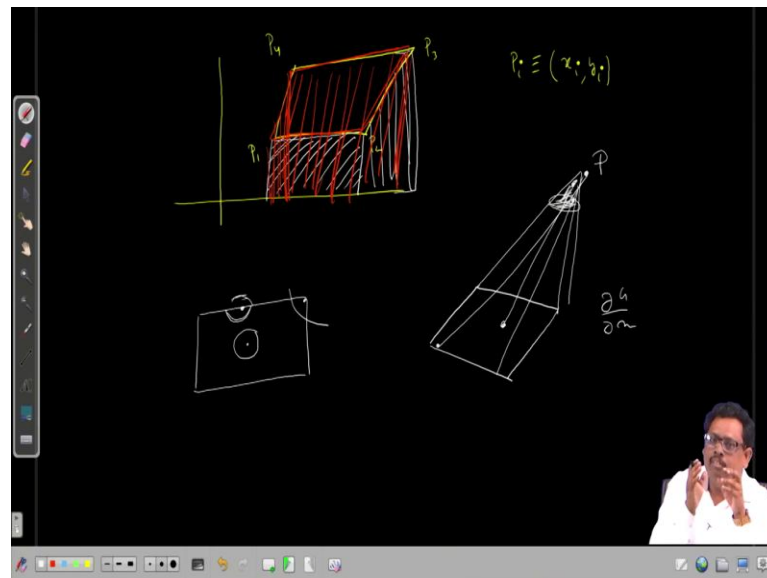 P₄
P₃
Pᵢ ≡ (xᵢ, yᵢ)
P₁
P₂
P